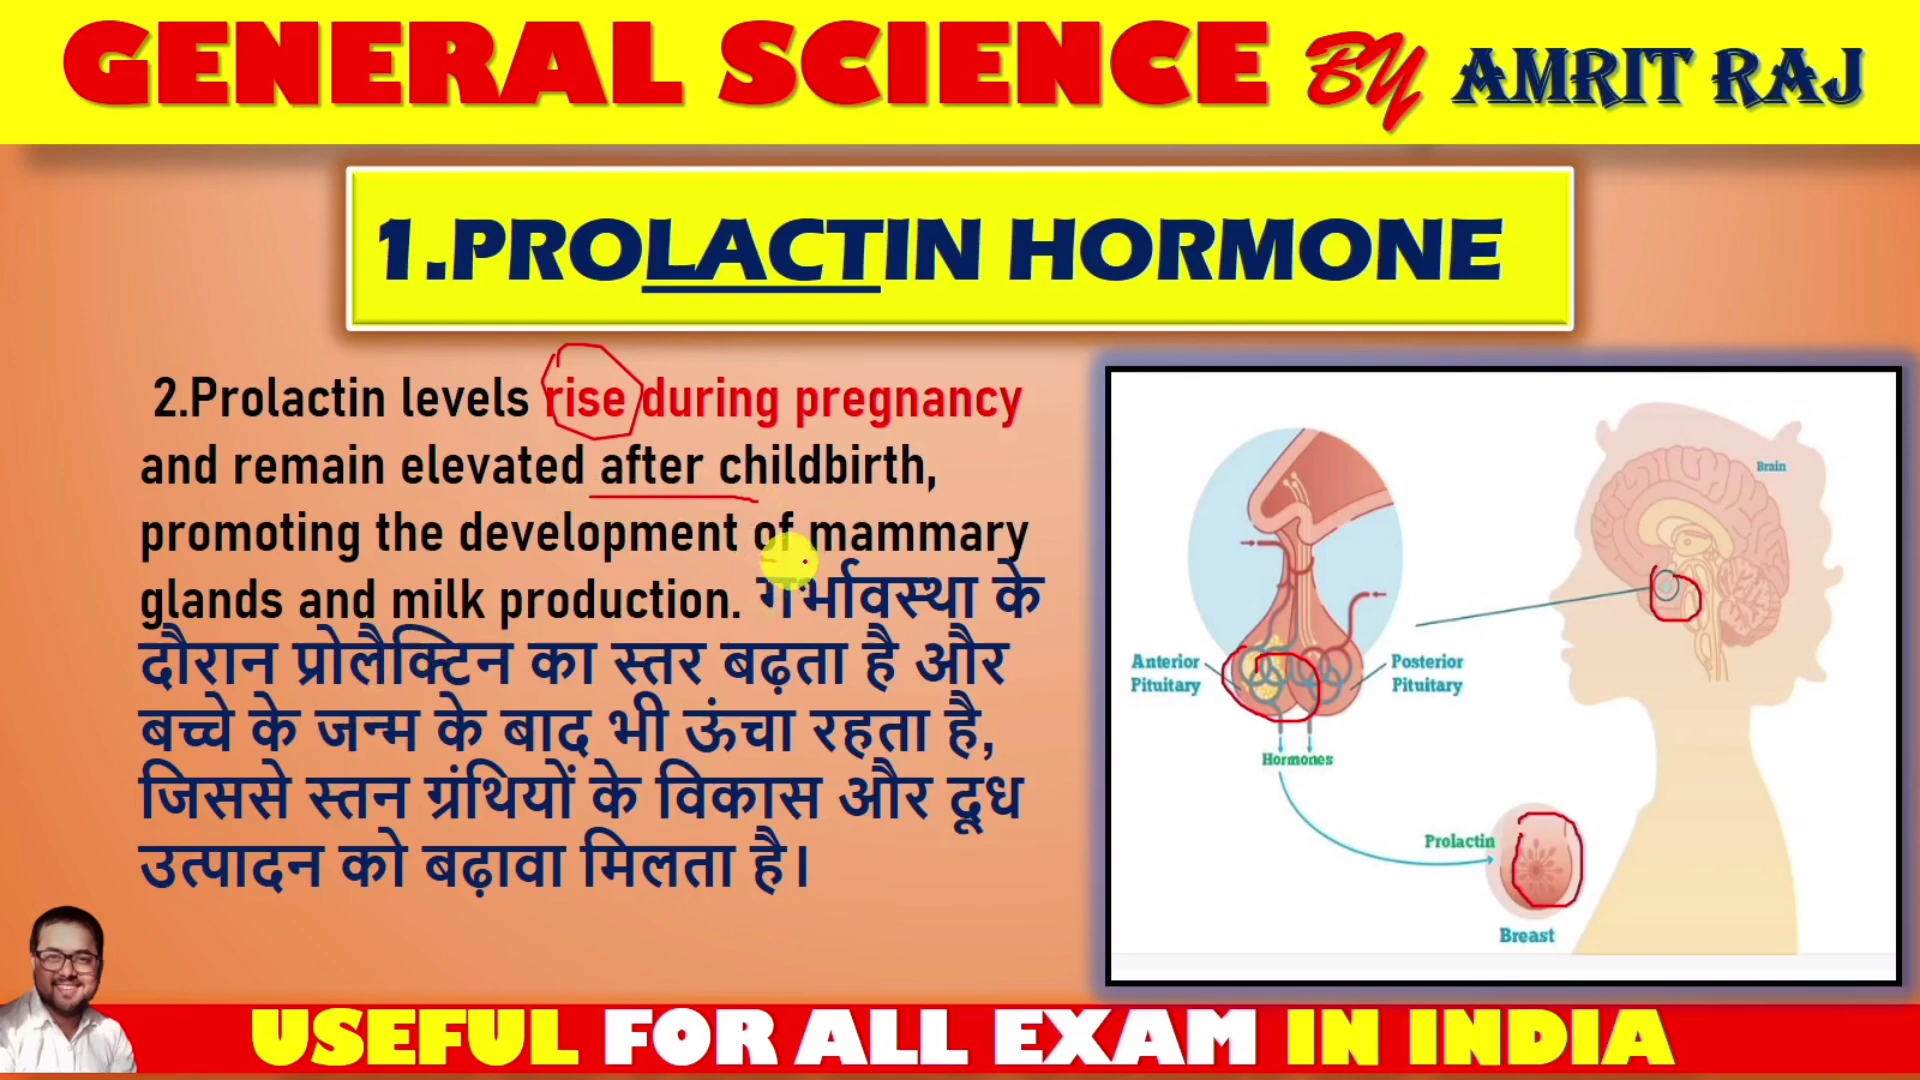 GENERAL SCIENCE BY AMRIT RAJ
1.PROLACTIN HORMONE
2.Prolactin levels rise during pregnancy
and remain elevated after childbirth,
promoting the development of mammary
glands and milk production. गर्भावस्था के
दौरान प्रोलैक्टिन का स्तर बढ़ता है और
बच्चे के जन्म के बाद भी ऊंचा रहता है,
जिससे स्तन ग्रंथियों के विकास और दूध
उत्पादन को बढ़ावा मिलता है।
Brain
Anterior
Pituitary
Posterior
Pituitary
Hormones
Prolactin
Breast
USEFUL FOR ALL EXAM IN INDIA